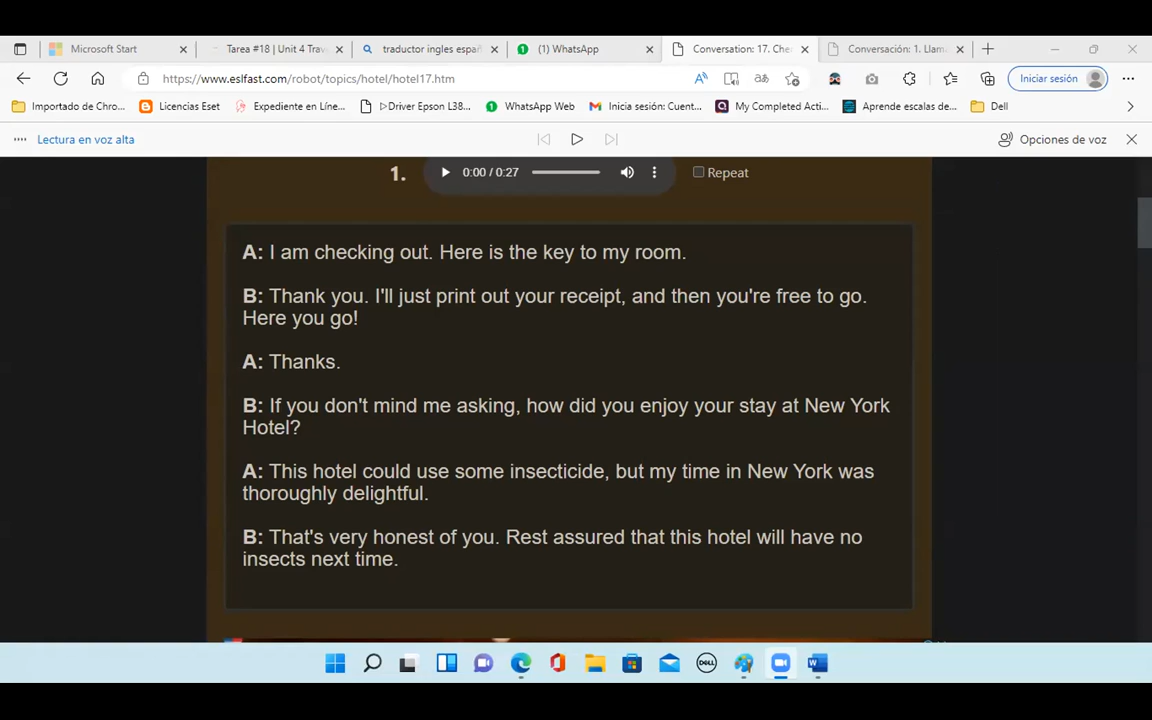 Microsoft Start
Tarea #18 | Unit 4 Trav
traductor ingles españ
(1) WhatsApp
Conversation: 17. Che
Conversación: 1. Llam
https://www.eslfast.com/robot/topics/hotel/hotel17.htm
Iniciar sesión
Importado de Chro...
Licencias Eset
Expediente en Líne...
▷Driver Epson L38...
WhatsApp Web
Inicia sesión: Cuent...
My Completed Acti...
Aprende escalas de...
Dell
Lectura en voz alta
Opciones de voz
1.
0:00 / 0:27
Repeat
A: I am checking out. Here is the key to my room.
B: Thank you. I'll just print out your receipt, and then you're free to go.
Here you go!
A: Thanks.
B: If you don't mind me asking, how did you enjoy your stay at New York
Hotel?
A: This hotel could use some insecticide, but my time in New York was
thoroughly delightful.
B: That's very honest of you. Rest assured that this hotel will have no
insects next time.
DELL